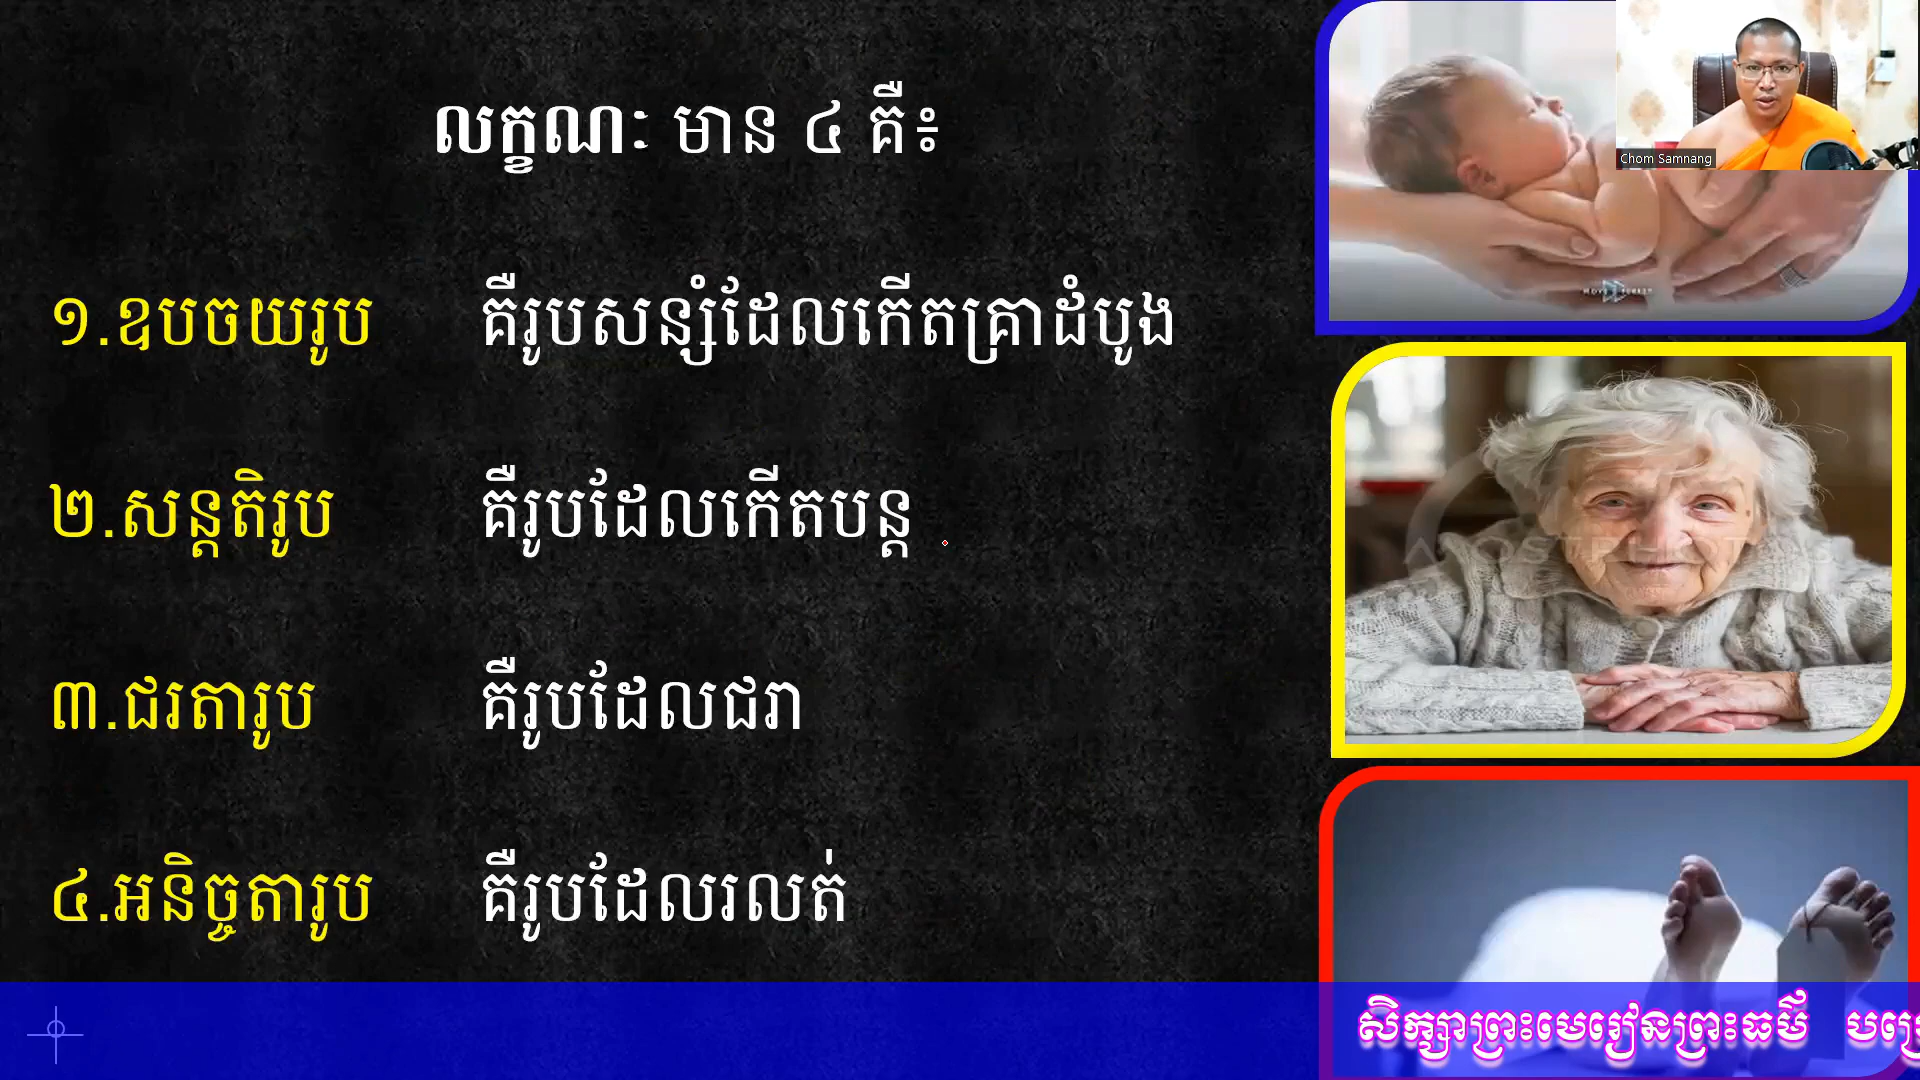 លក្ខណៈ មាន ៤ គឺ៖
១.ឧបចយរូប គឺរូបសន្សំដែលកើតគ្រាដំបូង
២.សន្តតិរូប គឺរូបដែលកើតបន្ត
៣.ជរតារូប គឺរូបដែលជរា
៤.អនិច្ចតារូប គឺរូបដែលរលត់
Chom Samnang
សិក្សាព្រះមេរៀនព្រះធម៌